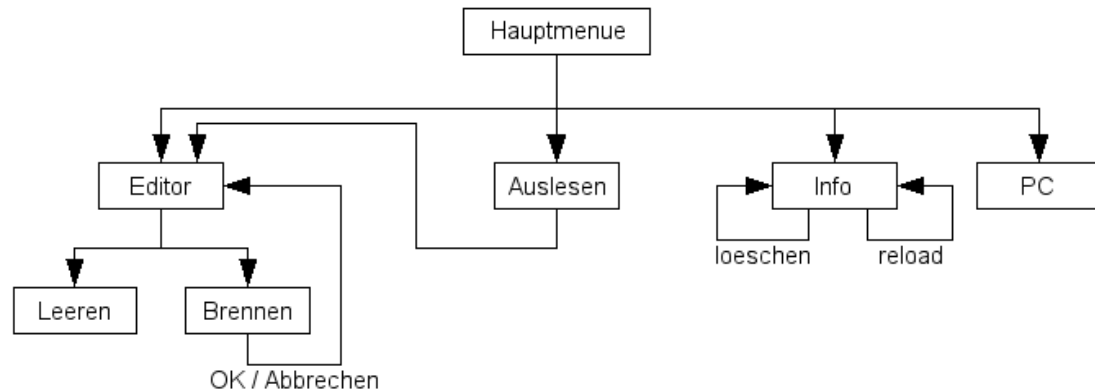 Hauptmenue
Editor
Auslesen
Info
PC
loeschen
reload
Leeren
Brennen
OK / Abbrechen